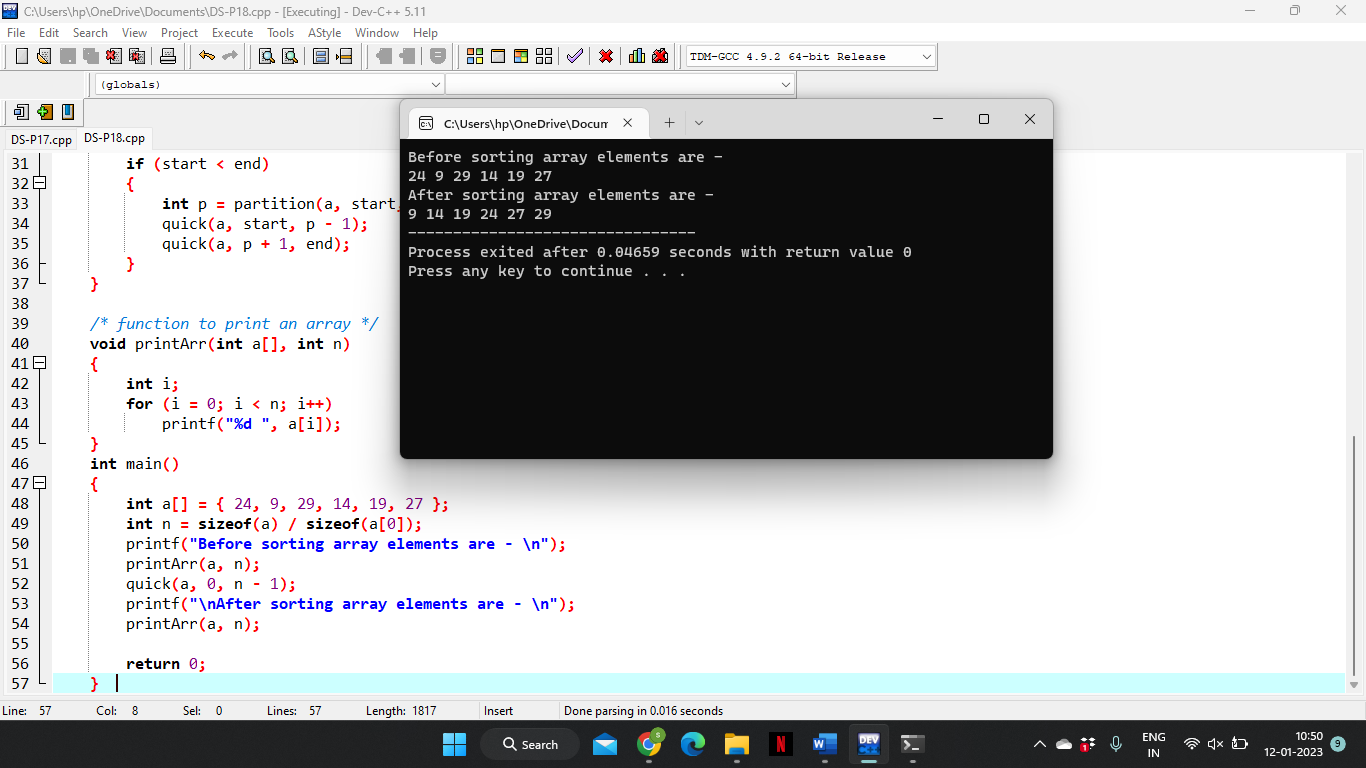 C:\Users\hp\OneDrive\Documents\DS-P18.cpp - [Executing] - Dev-C++ 5.11
File Edit Search View Project Execute Tools AStyle Window Help
TDM-GCC 4.9.2 64-bit Release
(globals)
DS-P17.cpp DS-P18.cpp
31 if (start < end)
32 {
33 int p = partition(a, start,
34 quick(a, start, p - 1);
35 quick(a, p + 1, end);
36 }
37 }
38
39 /* function to print an array */
40 void printArr(int a[], int n)
41 {
42 int i;
43 for (i = 0; i < n; i++)
44 printf("%d ", a[i]);
45 }
46 int main()
47 {
48 int a[] = { 24, 9, 29, 14, 19, 27 };
49 int n = sizeof(a) / sizeof(a[0]);
50 printf("Before sorting array elements are - \n");
51 printArr(a, n);
52 quick(a, 0, n - 1);
53 printf("\nAfter sorting array elements are - \n");
54 printArr(a, n);
55
56 return 0;
57 }
C:\Users\hp\OneDrive\Docum
Before sorting array elements are -
24 9 29 14 19 27
After sorting array elements are -
9 14 19 24 27 29
--------------------------------
Process exited after 0.04659 seconds with return value 0
Press any key to continue . . .
Line: 57 Col: 8 Sel: 0 Lines: 57 Length: 1817 Insert Done parsing in 0.016 seconds
Search
S
N
W
DEV
1
ENG
IN
10:50
12-01-2023
9